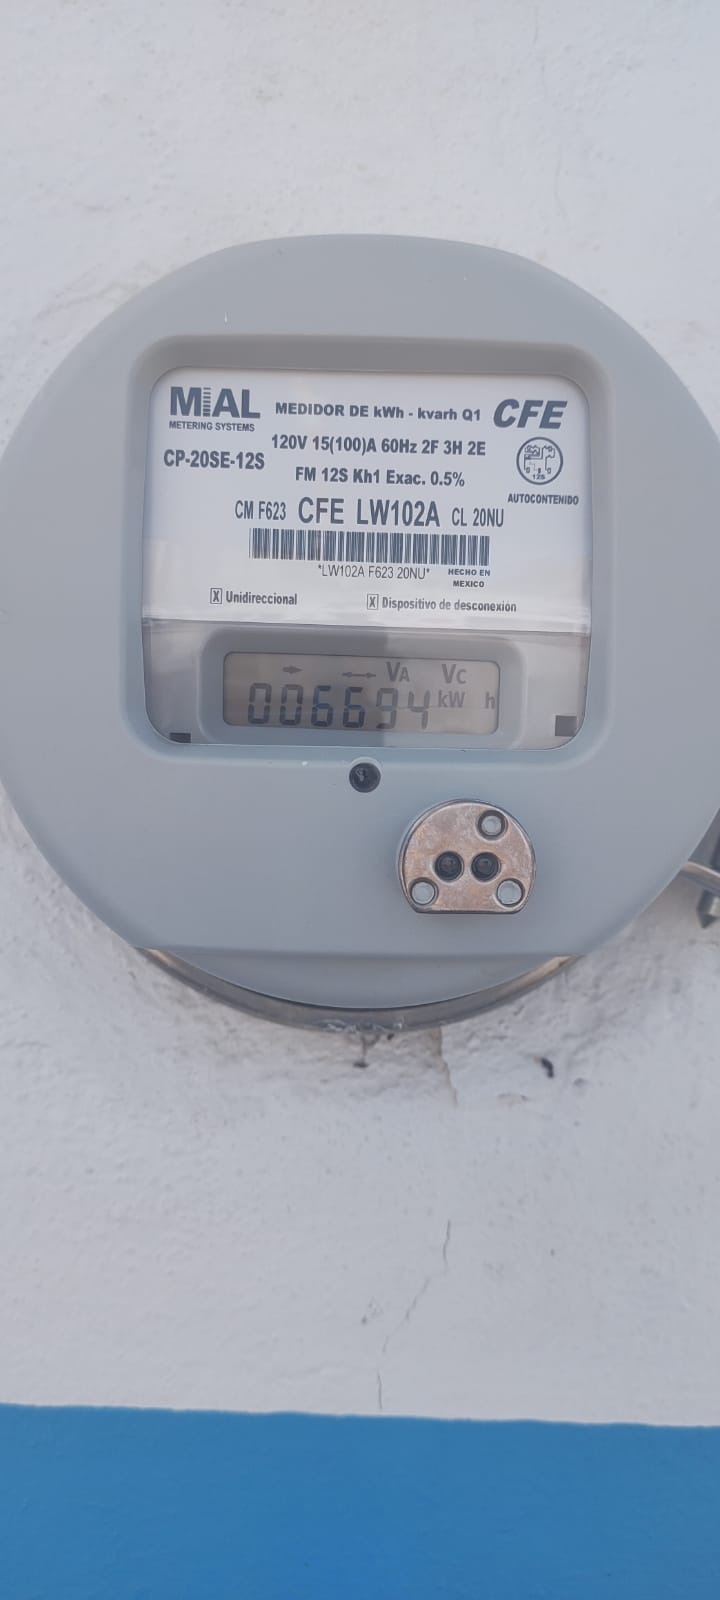 MIAL
METERING SYSTEMS
MEDIDOR DE kWh - kvarh Q1
CFE
120V 15(100)A 60Hz 2F 3H 2E
CP-20SE-12S
FM 12S Kh1 Exac. 0.5%
12S
AUTOCONTENIDO
CM F623 CFE LW102A CL 20NU
*LW102A F623 20NU*
HECHO EN
MEXICO
X Unidireccional
X Dispositivo de desconexión
VA VC
006694 kW h